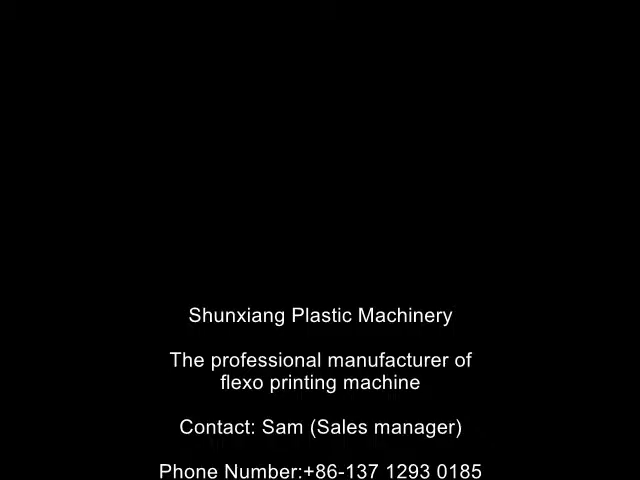 Shunxiang Plastic Machinery
The professional manufacturer of
flexo printing machine
Contact: Sam (Sales manager)
Phone Number:+86-137 1293 0185